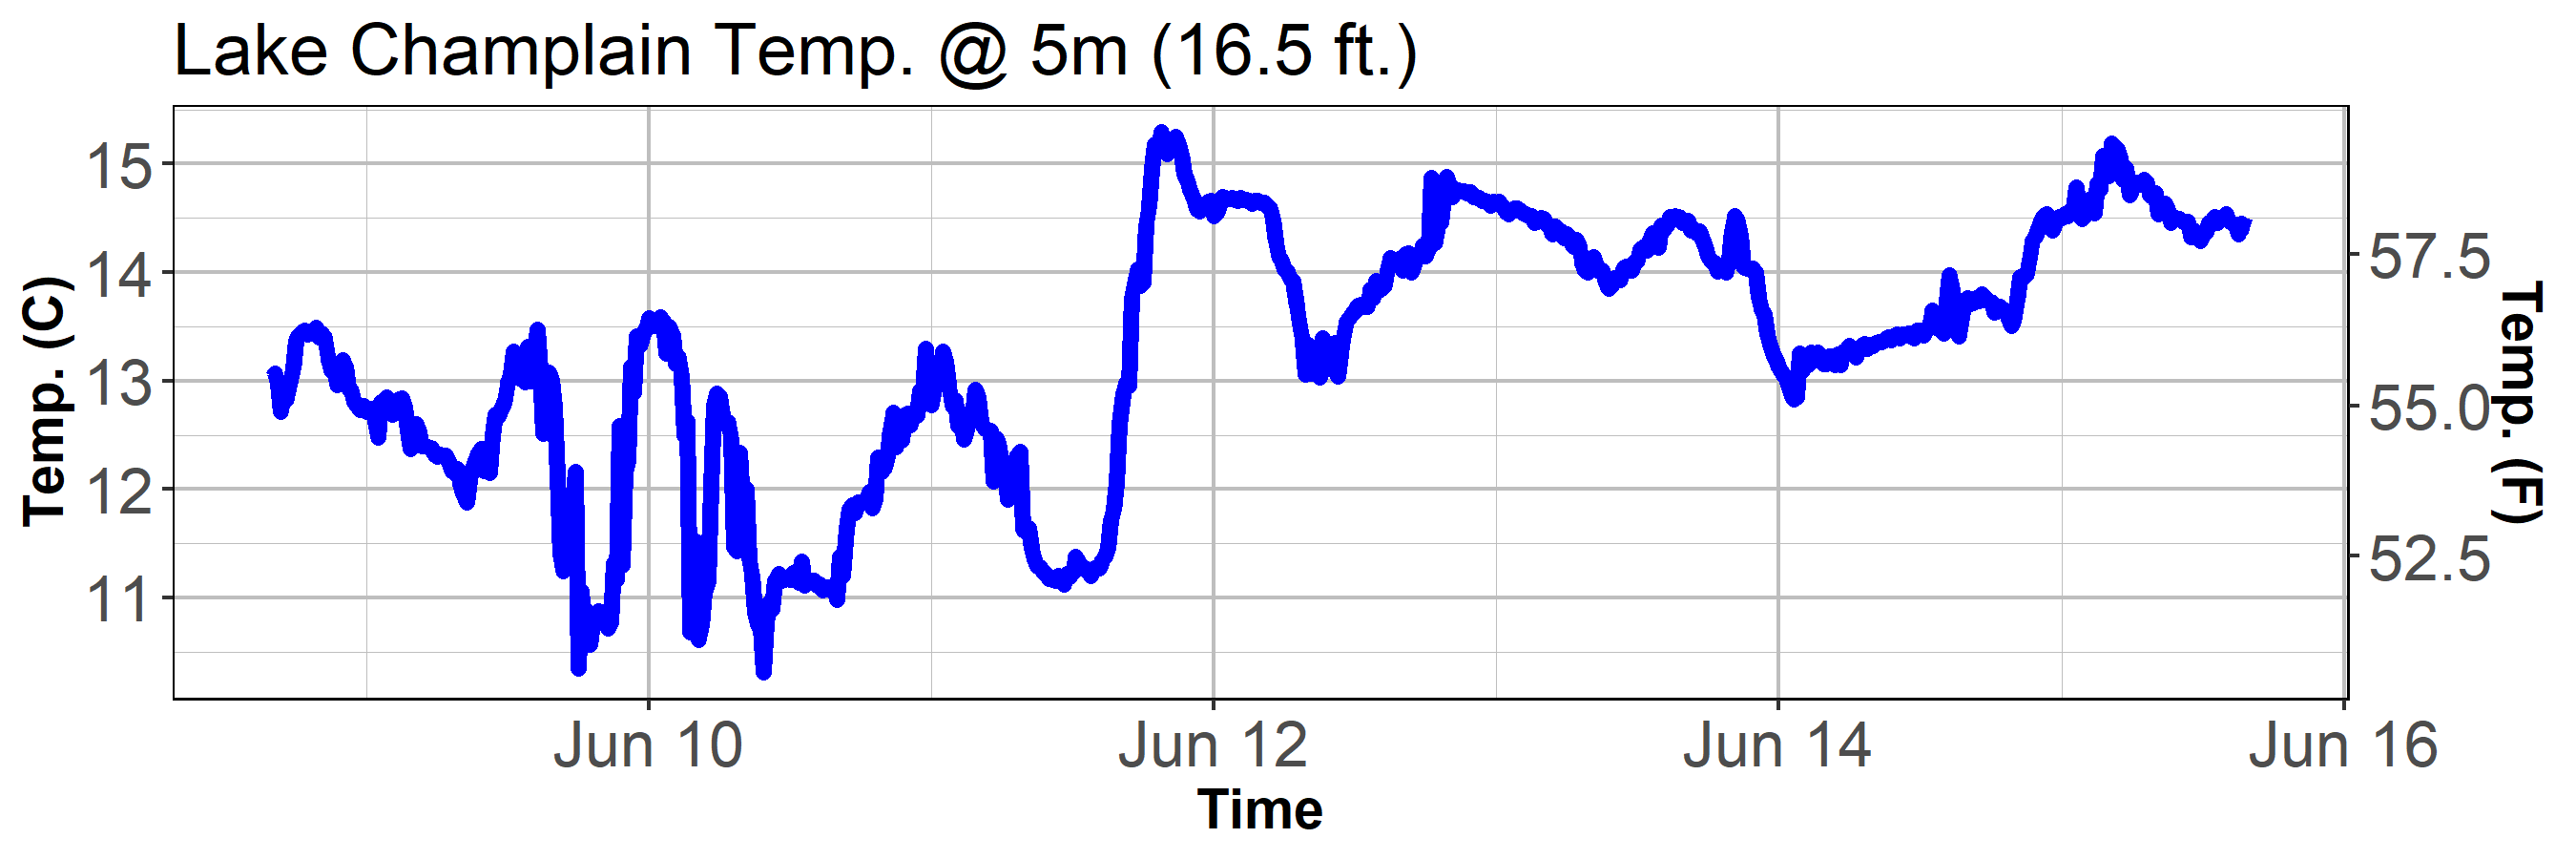 Lake Champlain Temp. @ 5m (16.5 ft.)
Temp. (C)
15
14
13
12
11
57.5
55.0
52.5
Temp. (F)
Jun 10
Jun 12
Jun 14
Jun 16
Time